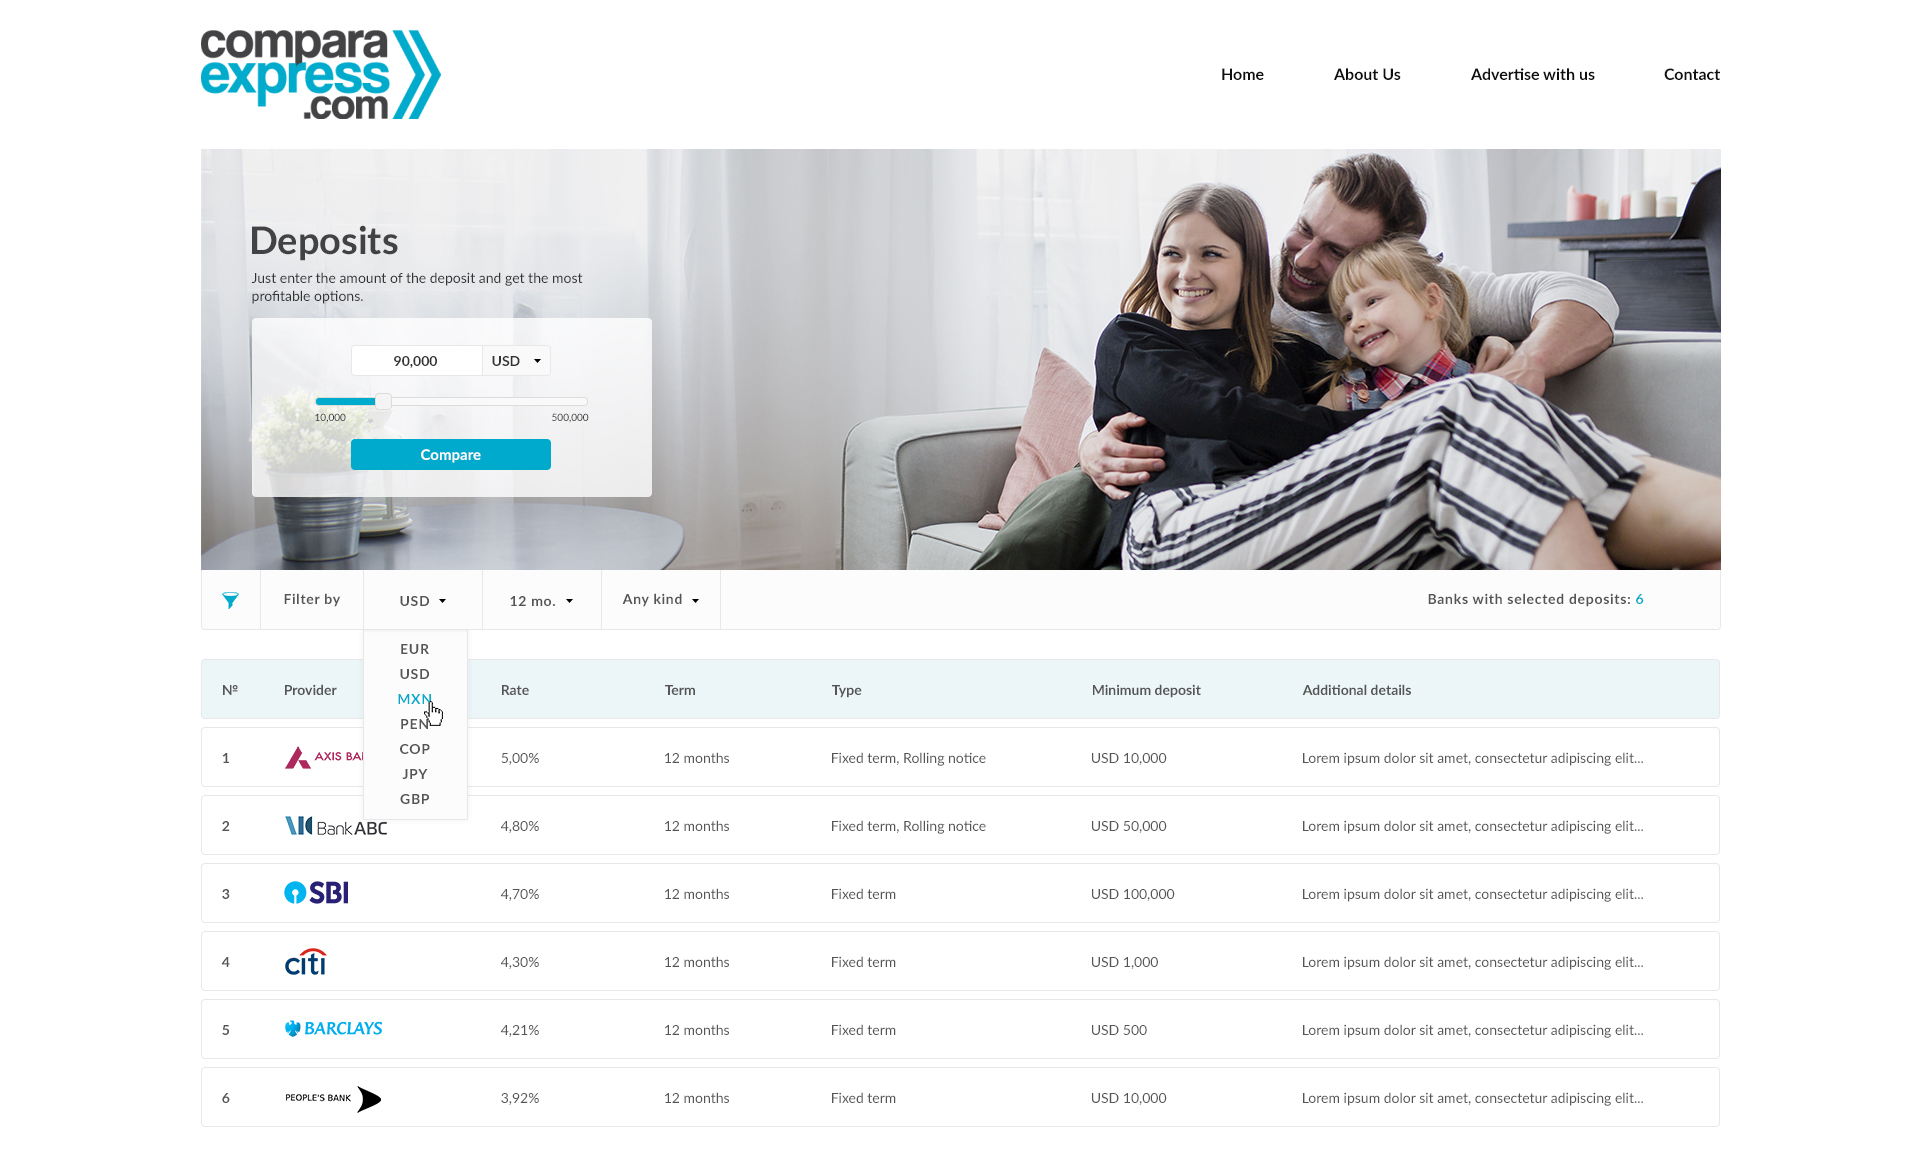 compara
express
.com
Home About Us Advertise with us Contact
Deposits
Just enter the amount of the deposit and get the most
profitable options.
90,000 USD
10,000 500,000
Compare
Filter by USD 12 mo. Any kind Banks with selected deposits: 6
EUR
USD
MXN
PEN
COP
JPY
GBP
Nº Provider Rate Term Type Minimum deposit Additional details
1 AXIS BA 5,00% 12 months Fixed term, Rolling notice USD 10,000 Lorem ipsum dolor sit amet, consectetur adipiscing elit...
2 Bank ABC 4,80% 12 months Fixed term, Rolling notice USD 50,000 Lorem ipsum dolor sit amet, consectetur adipiscing elit...
3 SBI 4,70% 12 months Fixed term USD 100,000 Lorem ipsum dolor sit amet, consectetur adipiscing elit...
4 citi 4,30% 12 months Fixed term USD 1,000 Lorem ipsum dolor sit amet, consectetur adipiscing elit...
5 BARCLAYS 4,21% 12 months Fixed term USD 500 Lorem ipsum dolor sit amet, consectetur adipiscing elit...
6 PEOPLE'S BANK 3,92% 12 months Fixed term USD 10,000 Lorem ipsum dolor sit amet, consectetur adipiscing elit...